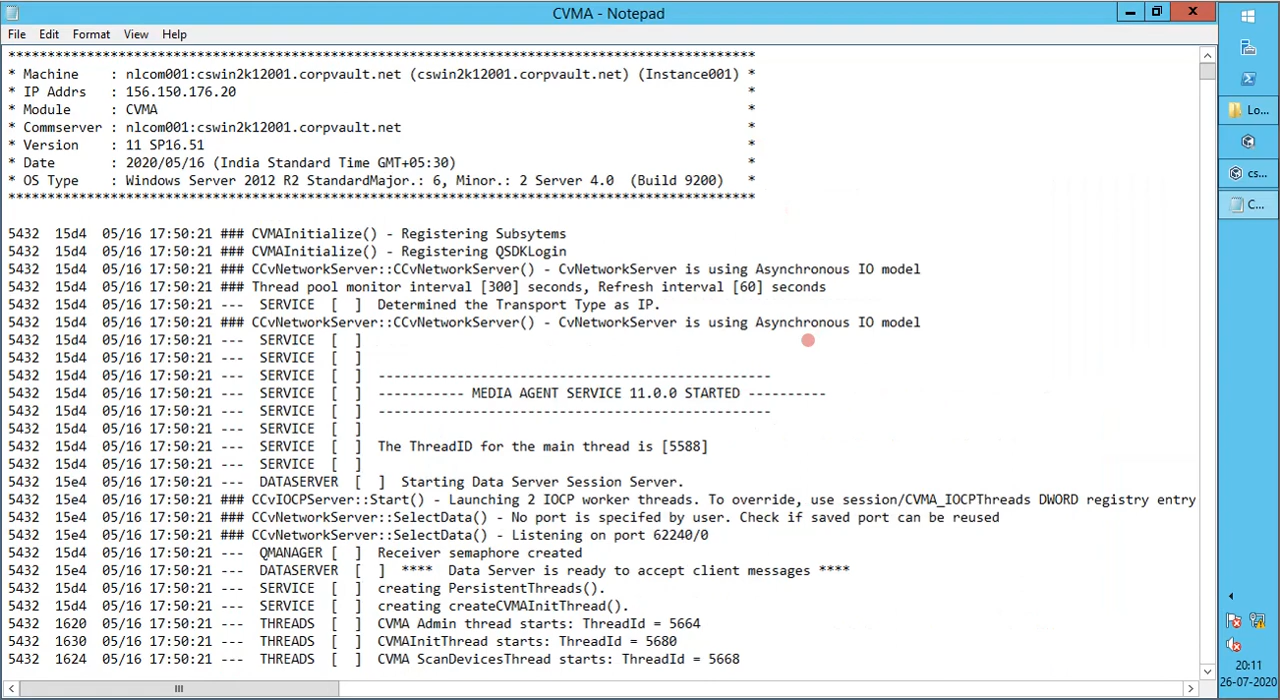 CVMA - Notepad
File Edit Format View Help
***********************************************************************************************
* Machine : nlcom001:cswin2k12001.corpvault.net (cswin2k12001.corpvault.net) (Instance001) *
* IP Addrs : 156.150.176.20 *
* Module : CVMA *
* Commserver : nlcom001:cswin2k12001.corpvault.net *
* Version : 11 SP16.51 *
* Date : 2020/05/16 (India Standard Time GMT+05:30) *
* OS Type : Windows Server 2012 R2 StandardMajor.: 6, Minor.: 2 Server 4.0 (Build 9200) *
***********************************************************************************************
5432 15d4 05/16 17:50:21 ### CVMAInitialize() - Registering Subsytems
5432 15d4 05/16 17:50:21 ### CVMAInitialize() - Registering QSDKLogin
5432 15d4 05/16 17:50:21 ### CCvNetworkServer::CCvNetworkServer() - CvNetworkServer is using Asynchronous IO model
5432 15d4 05/16 17:50:21 ### Thread pool monitor interval [300] seconds, Refresh interval [60] seconds
5432 15d4 05/16 17:50:21 --- SERVICE [ ] Determined the Transport Type as IP.
5432 15d4 05/16 17:50:21 ### CCvNetworkServer::CCvNetworkServer() - CvNetworkServer is using Asynchronous IO model
5432 15d4 05/16 17:50:21 --- SERVICE [ ]
5432 15d4 05/16 17:50:21 --- SERVICE [ ]
5432 15d4 05/16 17:50:21 --- SERVICE [ ] --------------------------------------------------
5432 15d4 05/16 17:50:21 --- SERVICE [ ] ----------- MEDIA AGENT SERVICE 11.0.0 STARTED ----------
5432 15d4 05/16 17:50:21 --- SERVICE [ ] --------------------------------------------------
5432 15d4 05/16 17:50:21 --- SERVICE [ ]
5432 15d4 05/16 17:50:21 --- SERVICE [ ] The ThreadID for the main thread is [5588]
5432 15d4 05/16 17:50:21 --- SERVICE [ ]
5432 15e4 05/16 17:50:21 --- DATASERVER [ ] Starting Data Server Session Server.
5432 15e4 05/16 17:50:21 ### CCvIOCPServer::Start() - Launching 2 IOCP worker threads. To override, use session/CVMA_IOCPThreads DWORD registry entry
5432 15e4 05/16 17:50:21 ### CCvNetworkServer::SelectData() - No port is specifed by user. Check if saved port can be reused
5432 15e4 05/16 17:50:21 ### CCvNetworkServer::SelectData() - Listening on port 62240/0
5432 15d4 05/16 17:50:21 --- QMANAGER [ ] Receiver semaphore created
5432 15e4 05/16 17:50:21 --- DATASERVER [ ] **** Data Server is ready to accept client messages ****
5432 15d4 05/16 17:50:21 --- SERVICE [ ] creating PersistentThreads().
5432 15d4 05/16 17:50:21 --- SERVICE [ ] creating createCVMAInitThread().
5432 1620 05/16 17:50:21 --- THREADS [ ] CVMA Admin thread starts: ThreadId = 5664
5432 1630 05/16 17:50:21 --- THREADS [ ] CVMAInitThread starts: ThreadId = 5680
5432 1624 05/16 17:50:21 --- THREADS [ ] CVMA ScanDevicesThread starts: ThreadId = 5668
Lo...
cs...
C...
20:11
26-07-2020